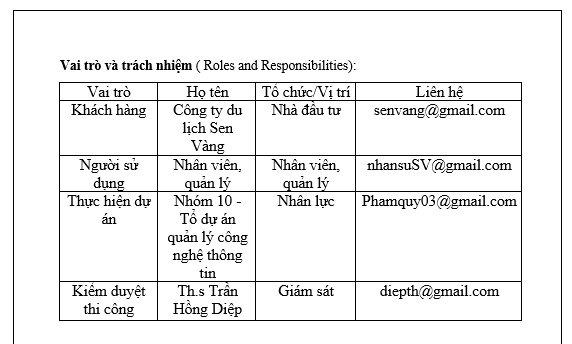 Vai trò và trách nhiệm ( Roles and Responsibilities):
Vai trò Họ tên Tổ chức/Vị trí Liên hệ
Khách hàng Công ty du Nhà đầu tư senvang@gmail.com
lịch Sen
Vàng
Người sử Nhân viên, Nhân viên, nhansuSV@gmail.com
dụng quản lý quản lý
Thực hiện dự Nhóm 10 - Nhân lực Phamquy03@gmail.com
án Tổ dự án
quản lý công
nghệ thông
tin
Kiểm duyệt Th.s Trần Giám sát diepth@gmail.com
thi công Hồng Diệp